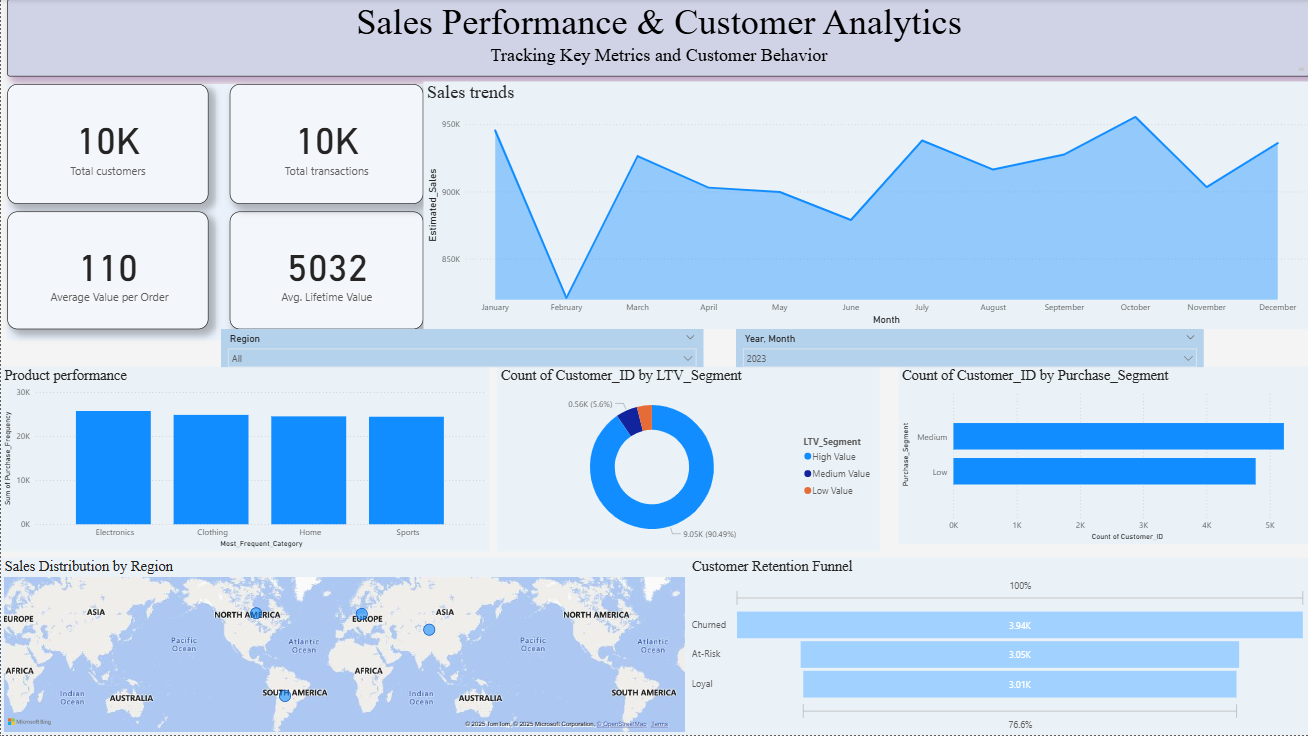 Sales Performance & Customer Analytics
Tracking Key Metrics and Customer Behavior
10K
Total customers
10K
Total transactions
110
Average Value per Order
5032
Avg. Lifetime Value
Sales trends
Estimated_Sales
950K
900K
850K
January February March April May June July August September October November December
Month
Region
All
Year, Month
2023
Product performance
Sum of Purchase_Frequency
30K
20K
10K
0K
Electronics Clothing Home Sports
Most_Frequent_Category
Count of Customer_ID by LTV_Segment
0.56K (5.6%)
9.05K (90.49%)
LTV_Segment
High Value
Medium Value
Low Value
Count of Customer_ID by Purchase_Segment
Purchase_Segment
Medium
Low
0K 1K 2K 3K 4K 5K
Count of Customer_ID
Sales Distribution by Region
EUROPE
ASIA
AFRICA
Indian
Ocean
AUSTRALIA
Pacific
Ocean
NORTH AMERICA
Atlantic
Ocean
SOUTH AMERICA
EUROPE
ASIA
AFRICA
Indian
Ocean
AUSTRALIA
Pacific
Ocean
NORTH AMERICA
Atlantic
Ocean
SOUTH AMERICA
Microsoft Bing
© 2025 TomTom, © 2025 Microsoft Corporation, © OpenStreetMap Terms
Customer Retention Funnel
100%
Churned
3.94K
At-Risk
3.05K
Loyal
3.01K
76.6%